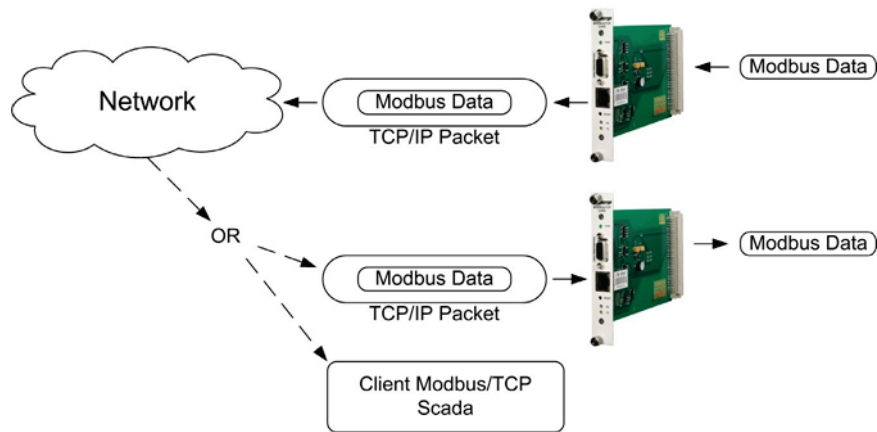 Network
Modbus Data
TCP/IP Packet
Modbus Data
OR
Modbus Data
TCP/IP Packet
Modbus Data
Client Modbus/TCP
Scada